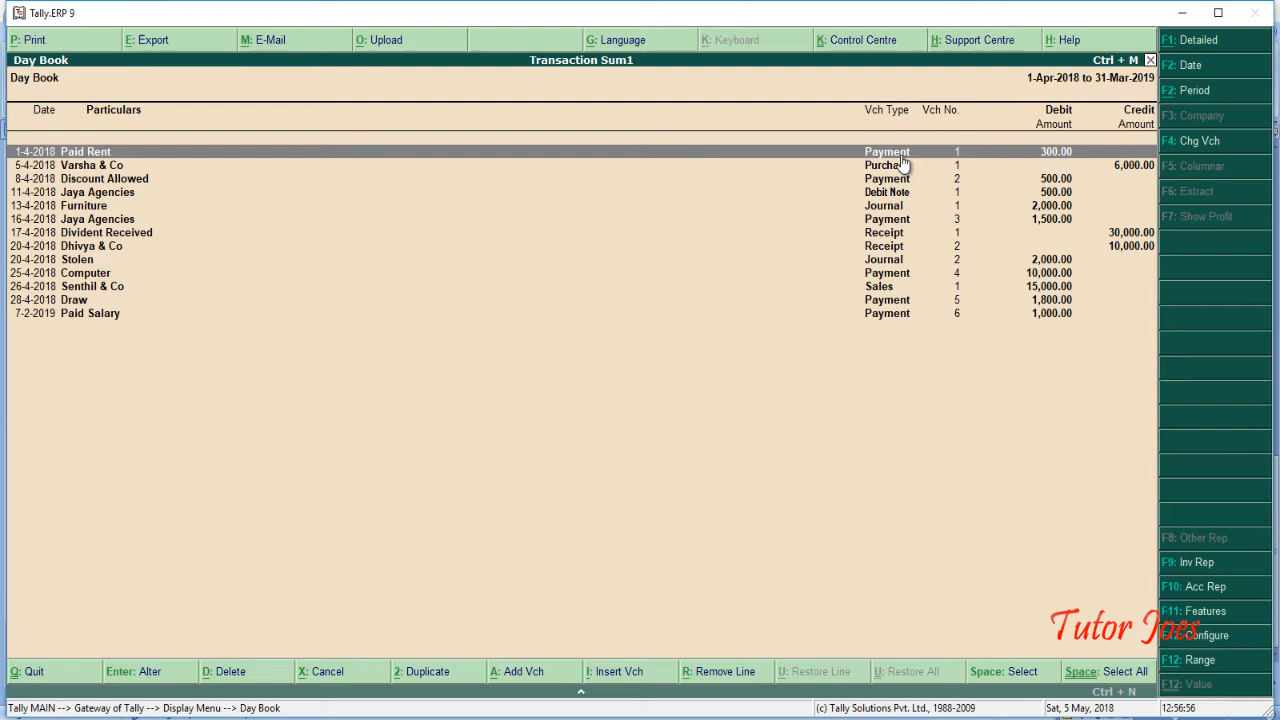 Tally.ERP 9
P: Print E: Export M: E-Mail O: Upload G: Language K: Keyboard K: Control Centre H: Support Centre H: Help
Day Book Transaction Sum1 Ctrl + M
Day Book 1-Apr-2018 to 31-Mar-2019
Date Particulars Vch Type Vch No. Debit Credit
Amount Amount
1-4-2018 Paid Rent Payment 1 300.00
5-4-2018 Varsha & Co 1 6,000.00
8-4-2018 Discount Allowed Payment 2 500.00
11-4-2018 Jaya Agencies Debit Note 1 500.00
13-4-2018 Furniture Journal 1 2,000.00
16-4-2018 Jaya Agencies Payment 3 1,500.00
17-4-2018 Divident Received Receipt 1 30,000.00
20-4-2018 Dhivya & Co Receipt 2 10,000.00
20-4-2018 Stolen Journal 2 2,000.00
25-4-2018 Computer Payment 4 10,000.00
26-4-2018 Senthil & Co Sales 1 15,000.00
28-4-2018 Draw Payment 5 1,800.00
7-2-2019 Paid Salary Payment 6 1,000.00
F1: Detailed
F2: Date
F2: Period
F3: Company
F4: Chg Vch
F5: Columnar
F6: Extract
F7: Show Profit
F8: Other Rep
F9: Inv Rep
F10: Acc Rep
F11: Features
Tutor Joes
Configure
F12: Range
F12: Value
Q: Quit Enter: Alter D: Delete X: Cancel 2: Duplicate A: Add Vch I: Insert Vch R: Remove Line U: Restore Line U: Restore All Space: Select Space: Select All
Ctrl + N
Tally MAIN --> Gateway of Tally --> Display Menu --> Day Book (c) Tally Solutions Pvt. Ltd., 1988-2009 Sat, 5 May, 2018 12:56:56